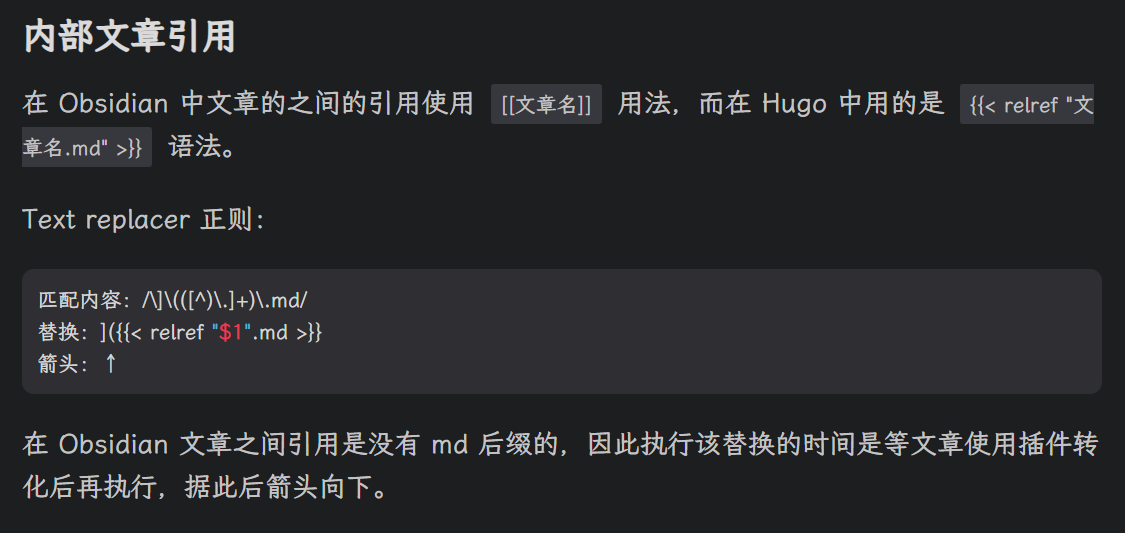 内部文章引用
在 Obsidian 中文章的之间的引用使用 [[文章名]] 用法，而在 Hugo 中用的是 {{< relref "文
章名.md" >}} 语法。
Text replacer 正则：
匹配内容：/\]\(([^)\.]+)\.md/
替换：]({{< relref "$1".md >}}
箭头：↑
在 Obsidian 文章之间引用是没有 md 后缀的，因此执行该替换的时间是等文章使用插件转
化后再执行，据此后箭头向下。